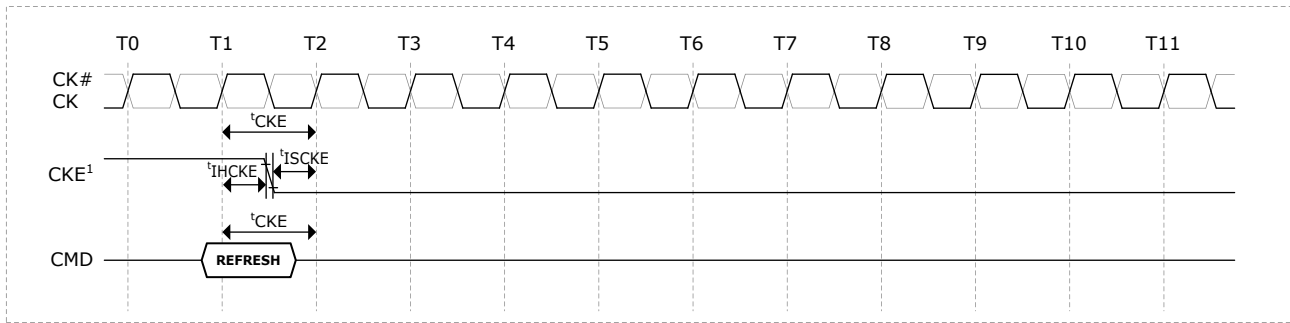 T0 T1 T2 T3 T4 T5 T6 T7 T8 T9 T10 T11
CK#
CK
tCKE
tISCKE
CKE1
tIHCKE
tCKE
CMD
REFRESH